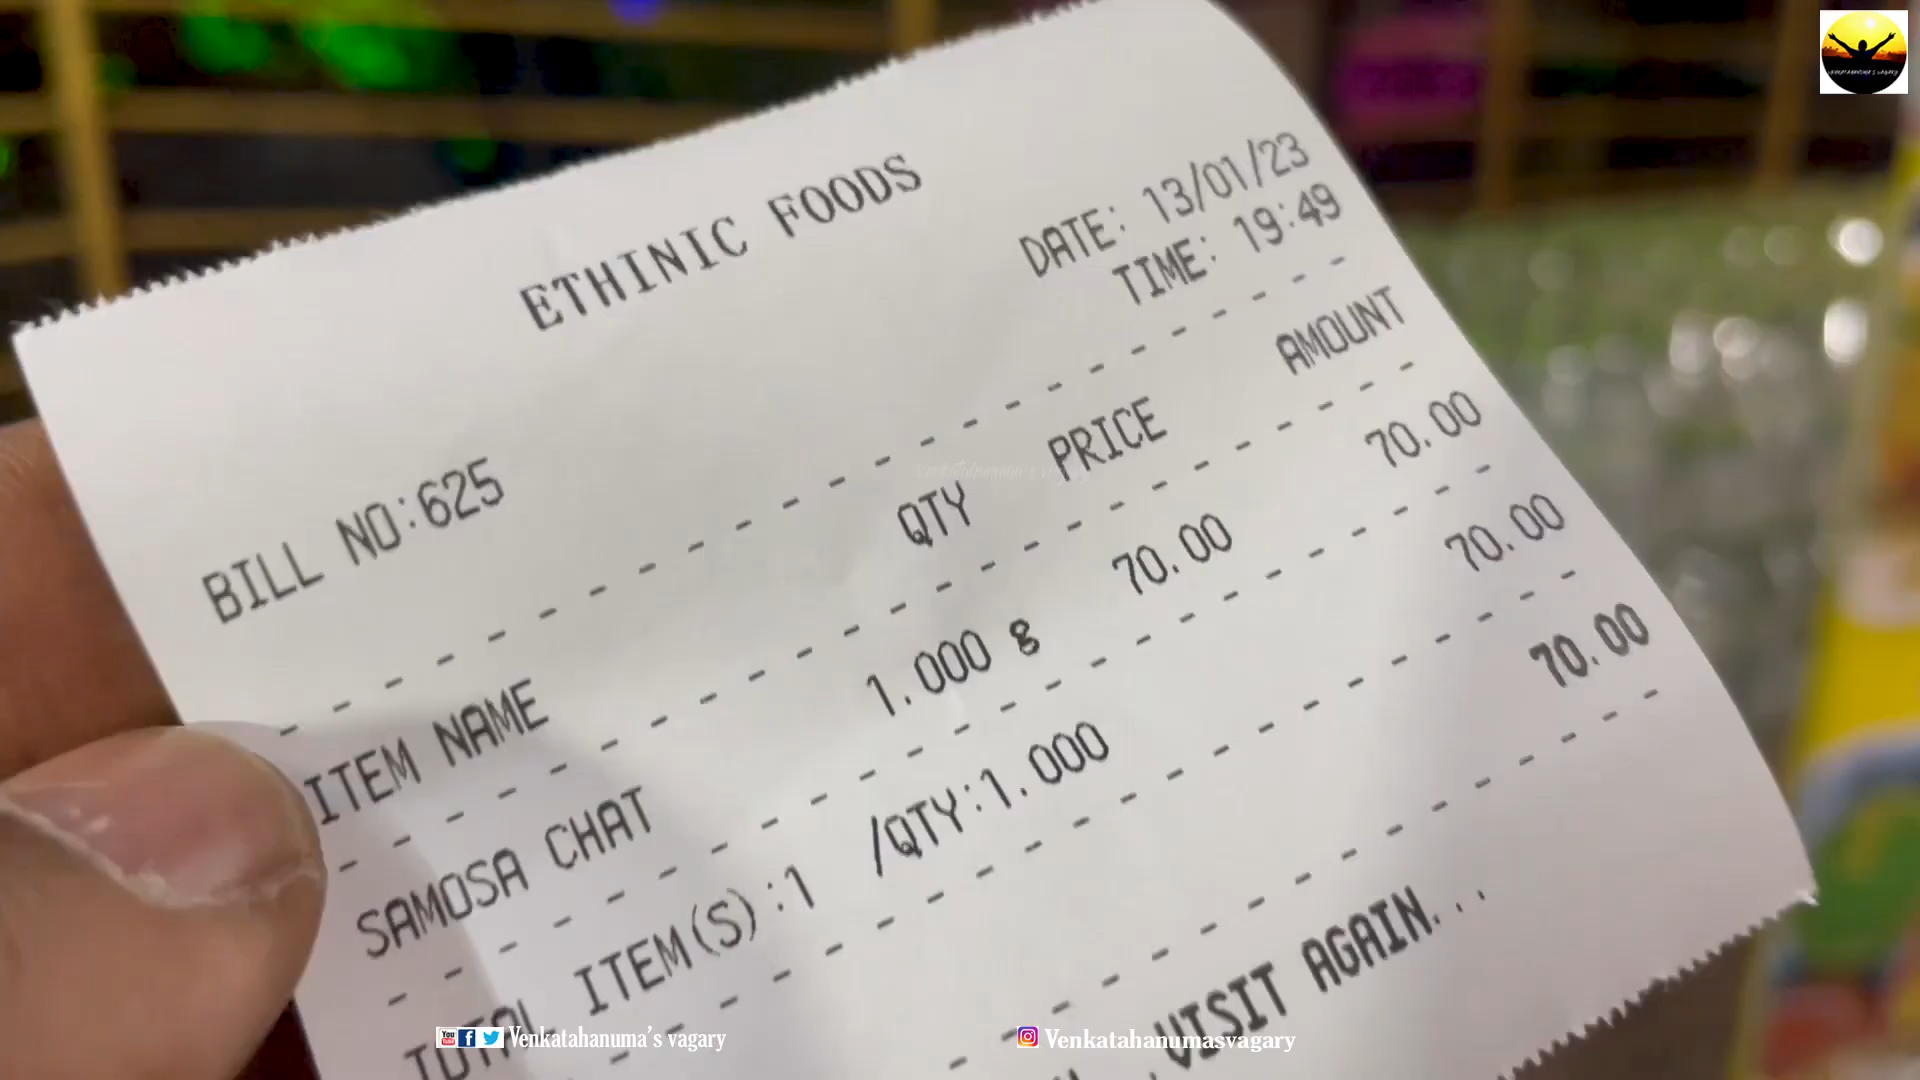 ETHINIC FOODS
DATE: 13/01/23
BILL NO:625 TIME: 19:49
ITEM NAME QTY PRICE AMOUNT
SAMOSA CHAT 1.000 g 70.00 70.00
TOTAL ITEM(S):1 /QTY:1.000 70.00
70.00
VISIT AGAIN...
Venkatahanuma's vagary
Venkatahanumasvagary